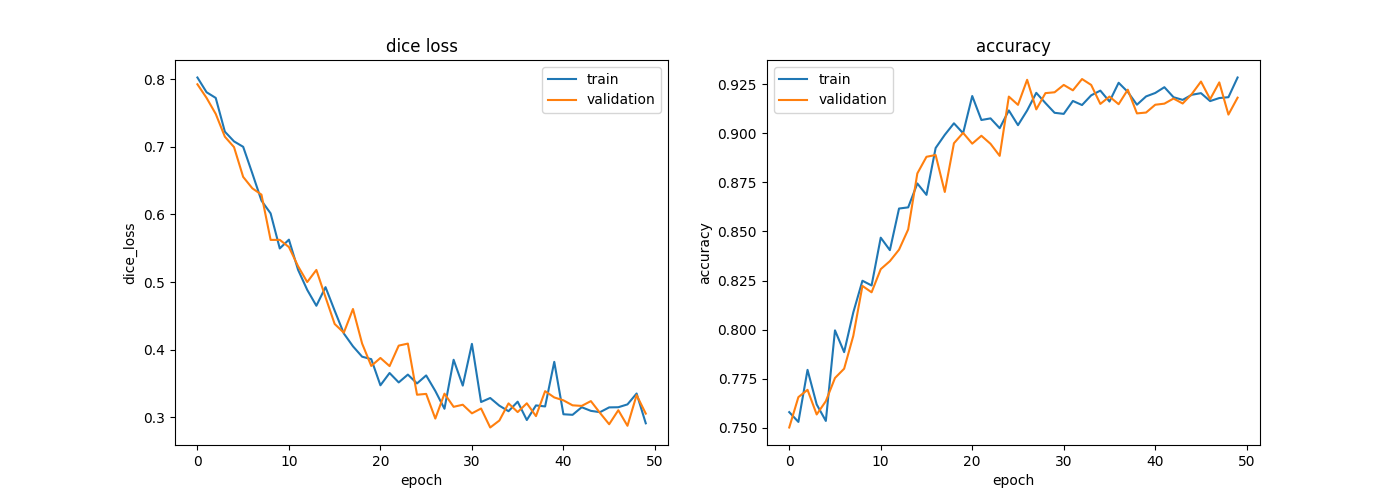 dice loss
train
validation
0.8
0.7
0.6
0.5
0.4
0.3
dice_loss
0 10 20 30 40 50
epoch
accuracy
train
validation
0.925
0.900
0.875
0.850
0.825
0.800
0.775
0.750
accuracy
0 10 20 30 40 50
epoch